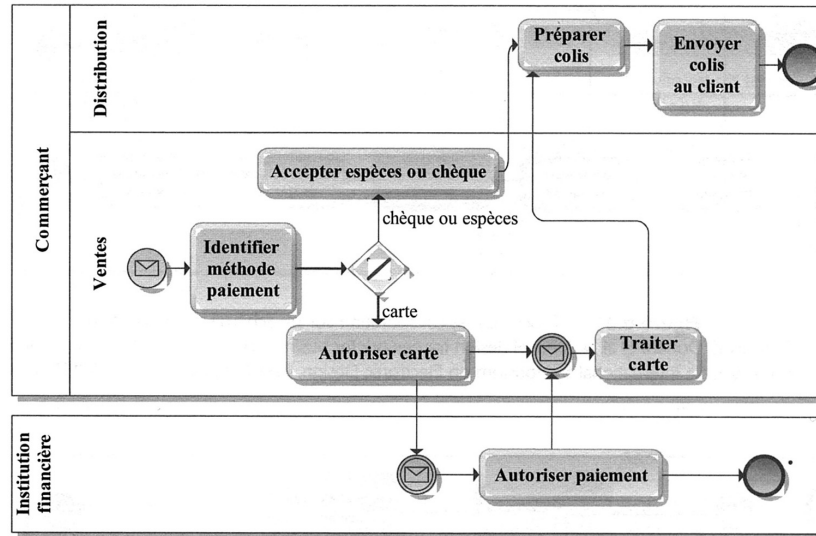 Commerçant
Distribution
Préparer
colis
Envoyer
colis
au client
Ventes
Accepter espèces ou chèque
chèque ou espèces
Identifier
méthode
paiement
carte
Autoriser carte
Traiter
carte
Institution
financière
Autoriser paiement